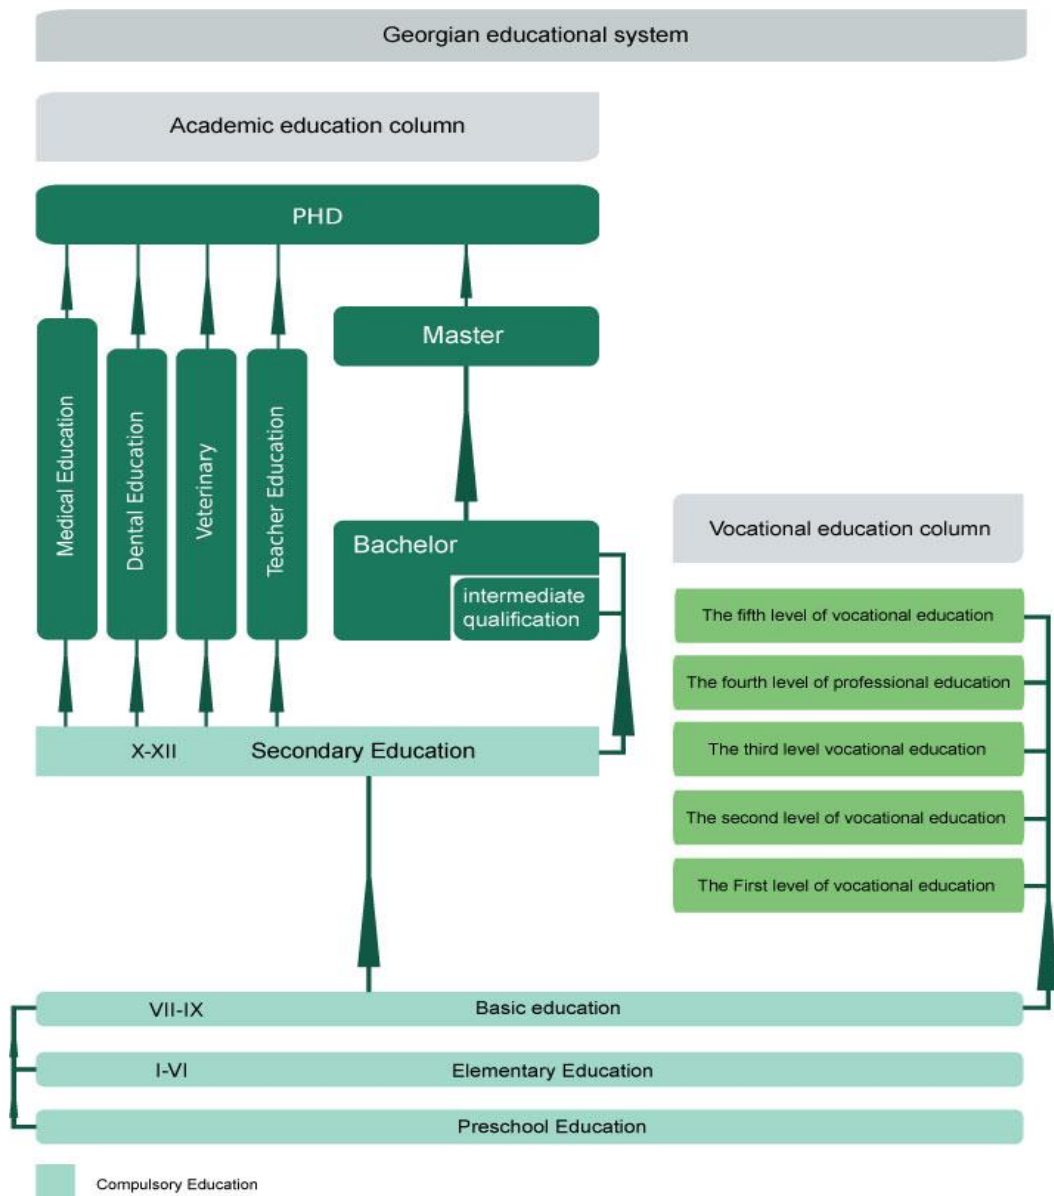 Georgian educational system
Academic education column
PHD
Master
Medical Education
Dental Education
Veterinary
Teacher Education
Bachelor
intermediate
qualification
Vocational education column
The fifth level of vocational education
The fourth level of professional education
The third level vocational education
The second level of vocational education
The First level of vocational education
X-XII Secondary Education
VII-IX Basic education
I-VI Elementary Education
Preschool Education
Compulsory Education